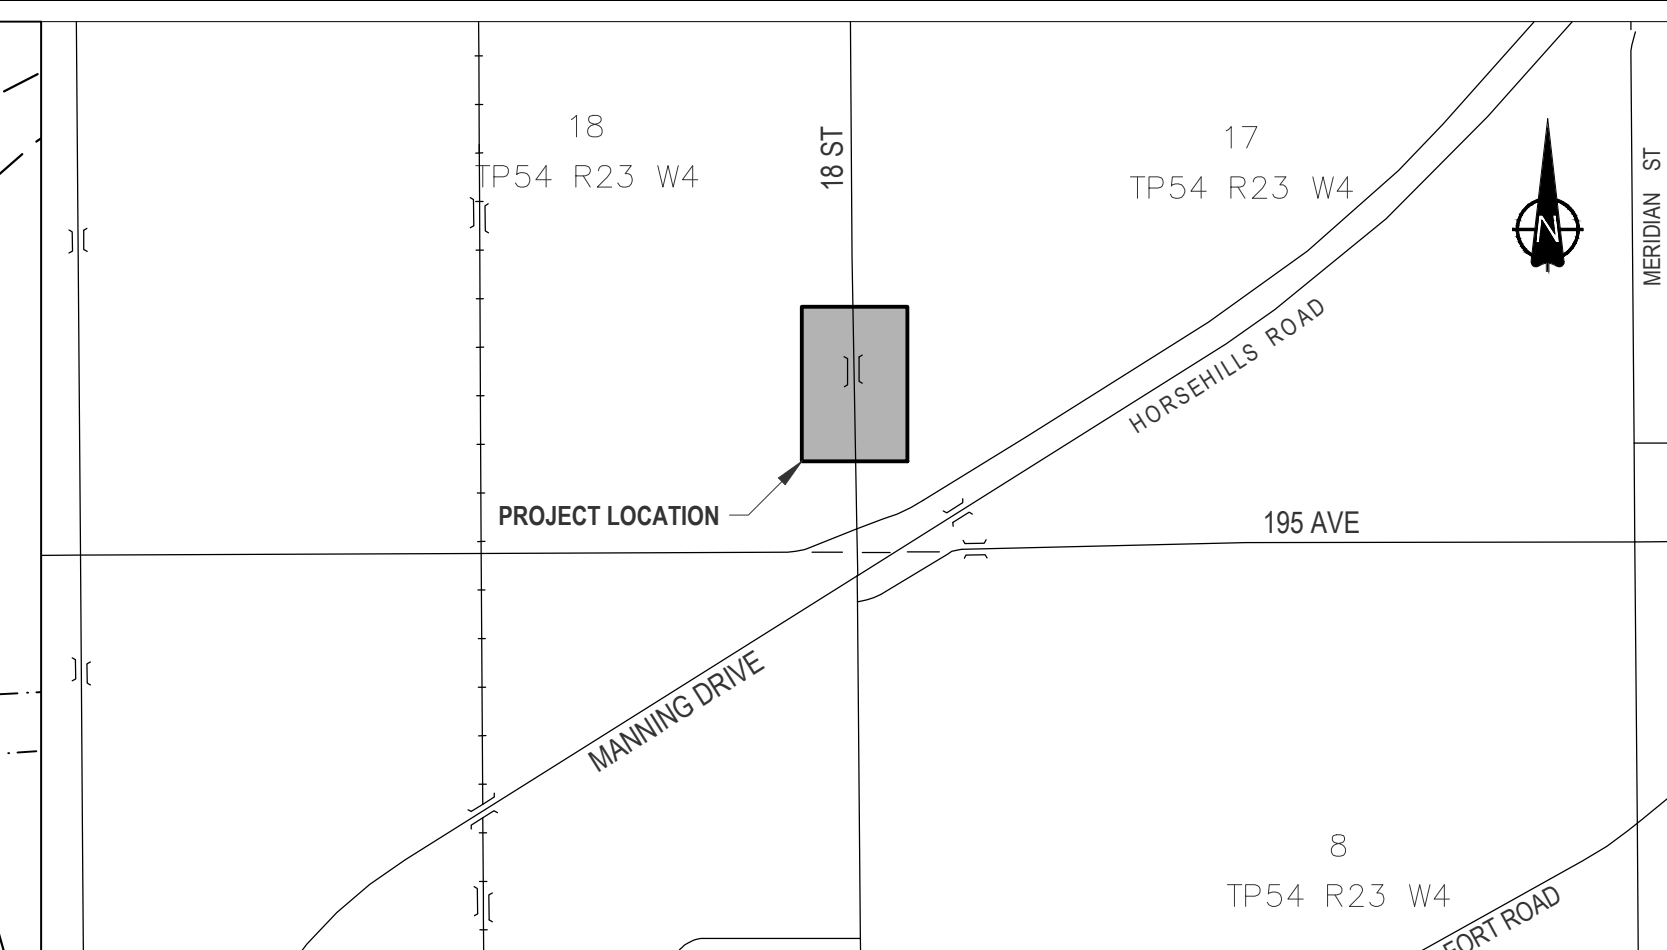 18
TP54 R23 W4
18 ST
17
TP54 R23 W4
N
MERIDIAN ST
HORSEHILLS ROAD
PROJECT LOCATION
195 AVE
MANNING DRIVE
8
TP54 R23 W4
FORT ROAD